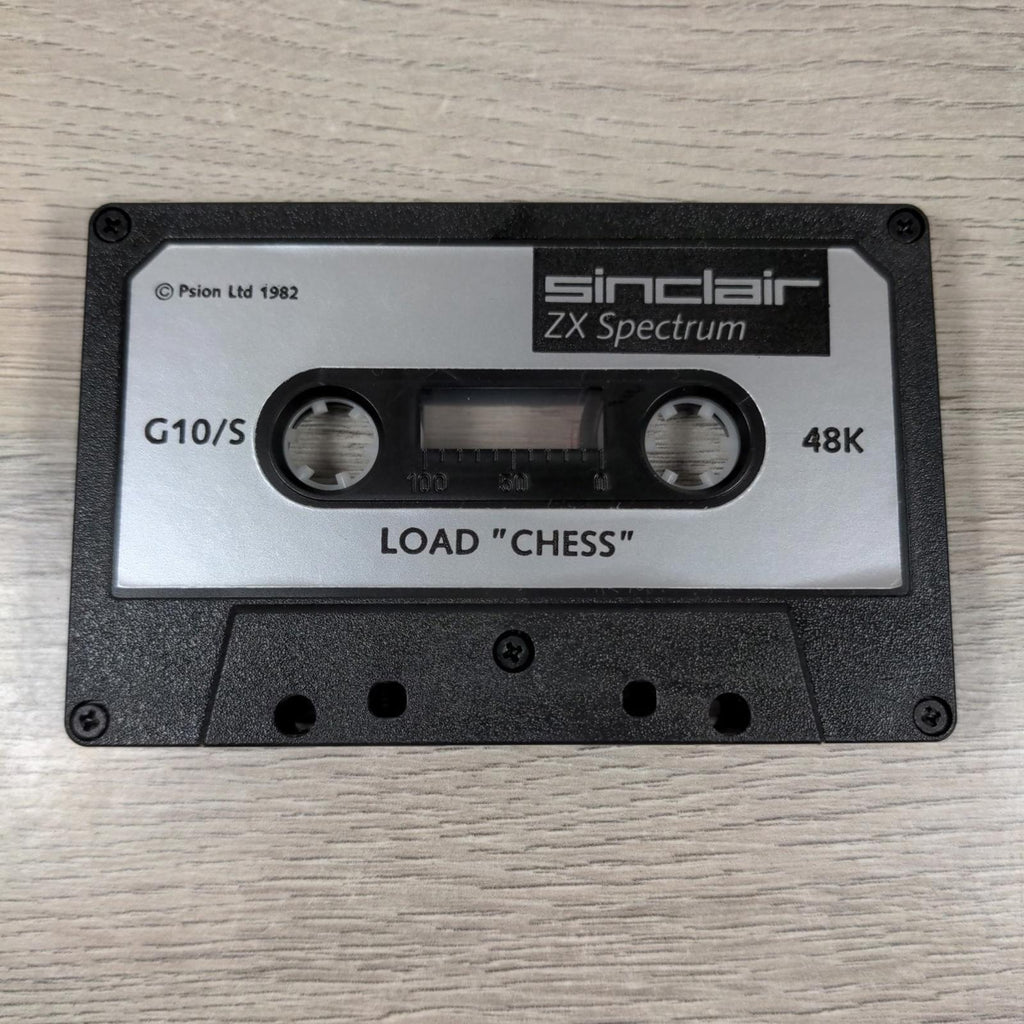 © Psion Ltd 1982
sinclair
ZX Spectrum
G10/S
48K
100 50 0
LOAD "CHESS"